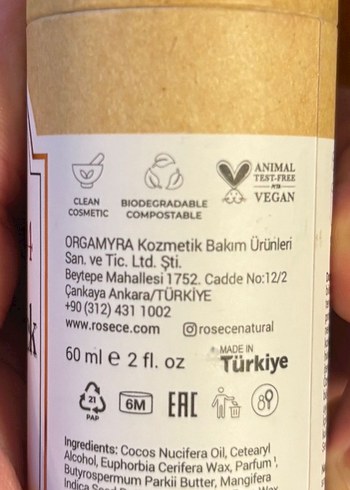 CLEAN
COSMETIC
BIODEGRADABLE
COMPOSTABLE
ANIMAL
TEST-FREE
VEGAN
ORGAMYRA Kozmetik Bakım Ürünleri
San. ve Tic. Ltd. Şti.
Beytepe Mahallesi 1752. Cadde No:12/2
Çankaya Ankara/TÜRKİYE
+90 (312) 431 1002
www.rosece.com rosecenatural
60 ml ℮ 2 fl. oz
MADE IN
Türkiye
21
PAP
6M
EAC
Ingredients: Cocos Nucifera Oil, Cetearyl
Alcohol, Euphorbia Cerifera Wax, Parfum¹,
Butyrospermum Parkii Butter, Mangifera
Indica Seed